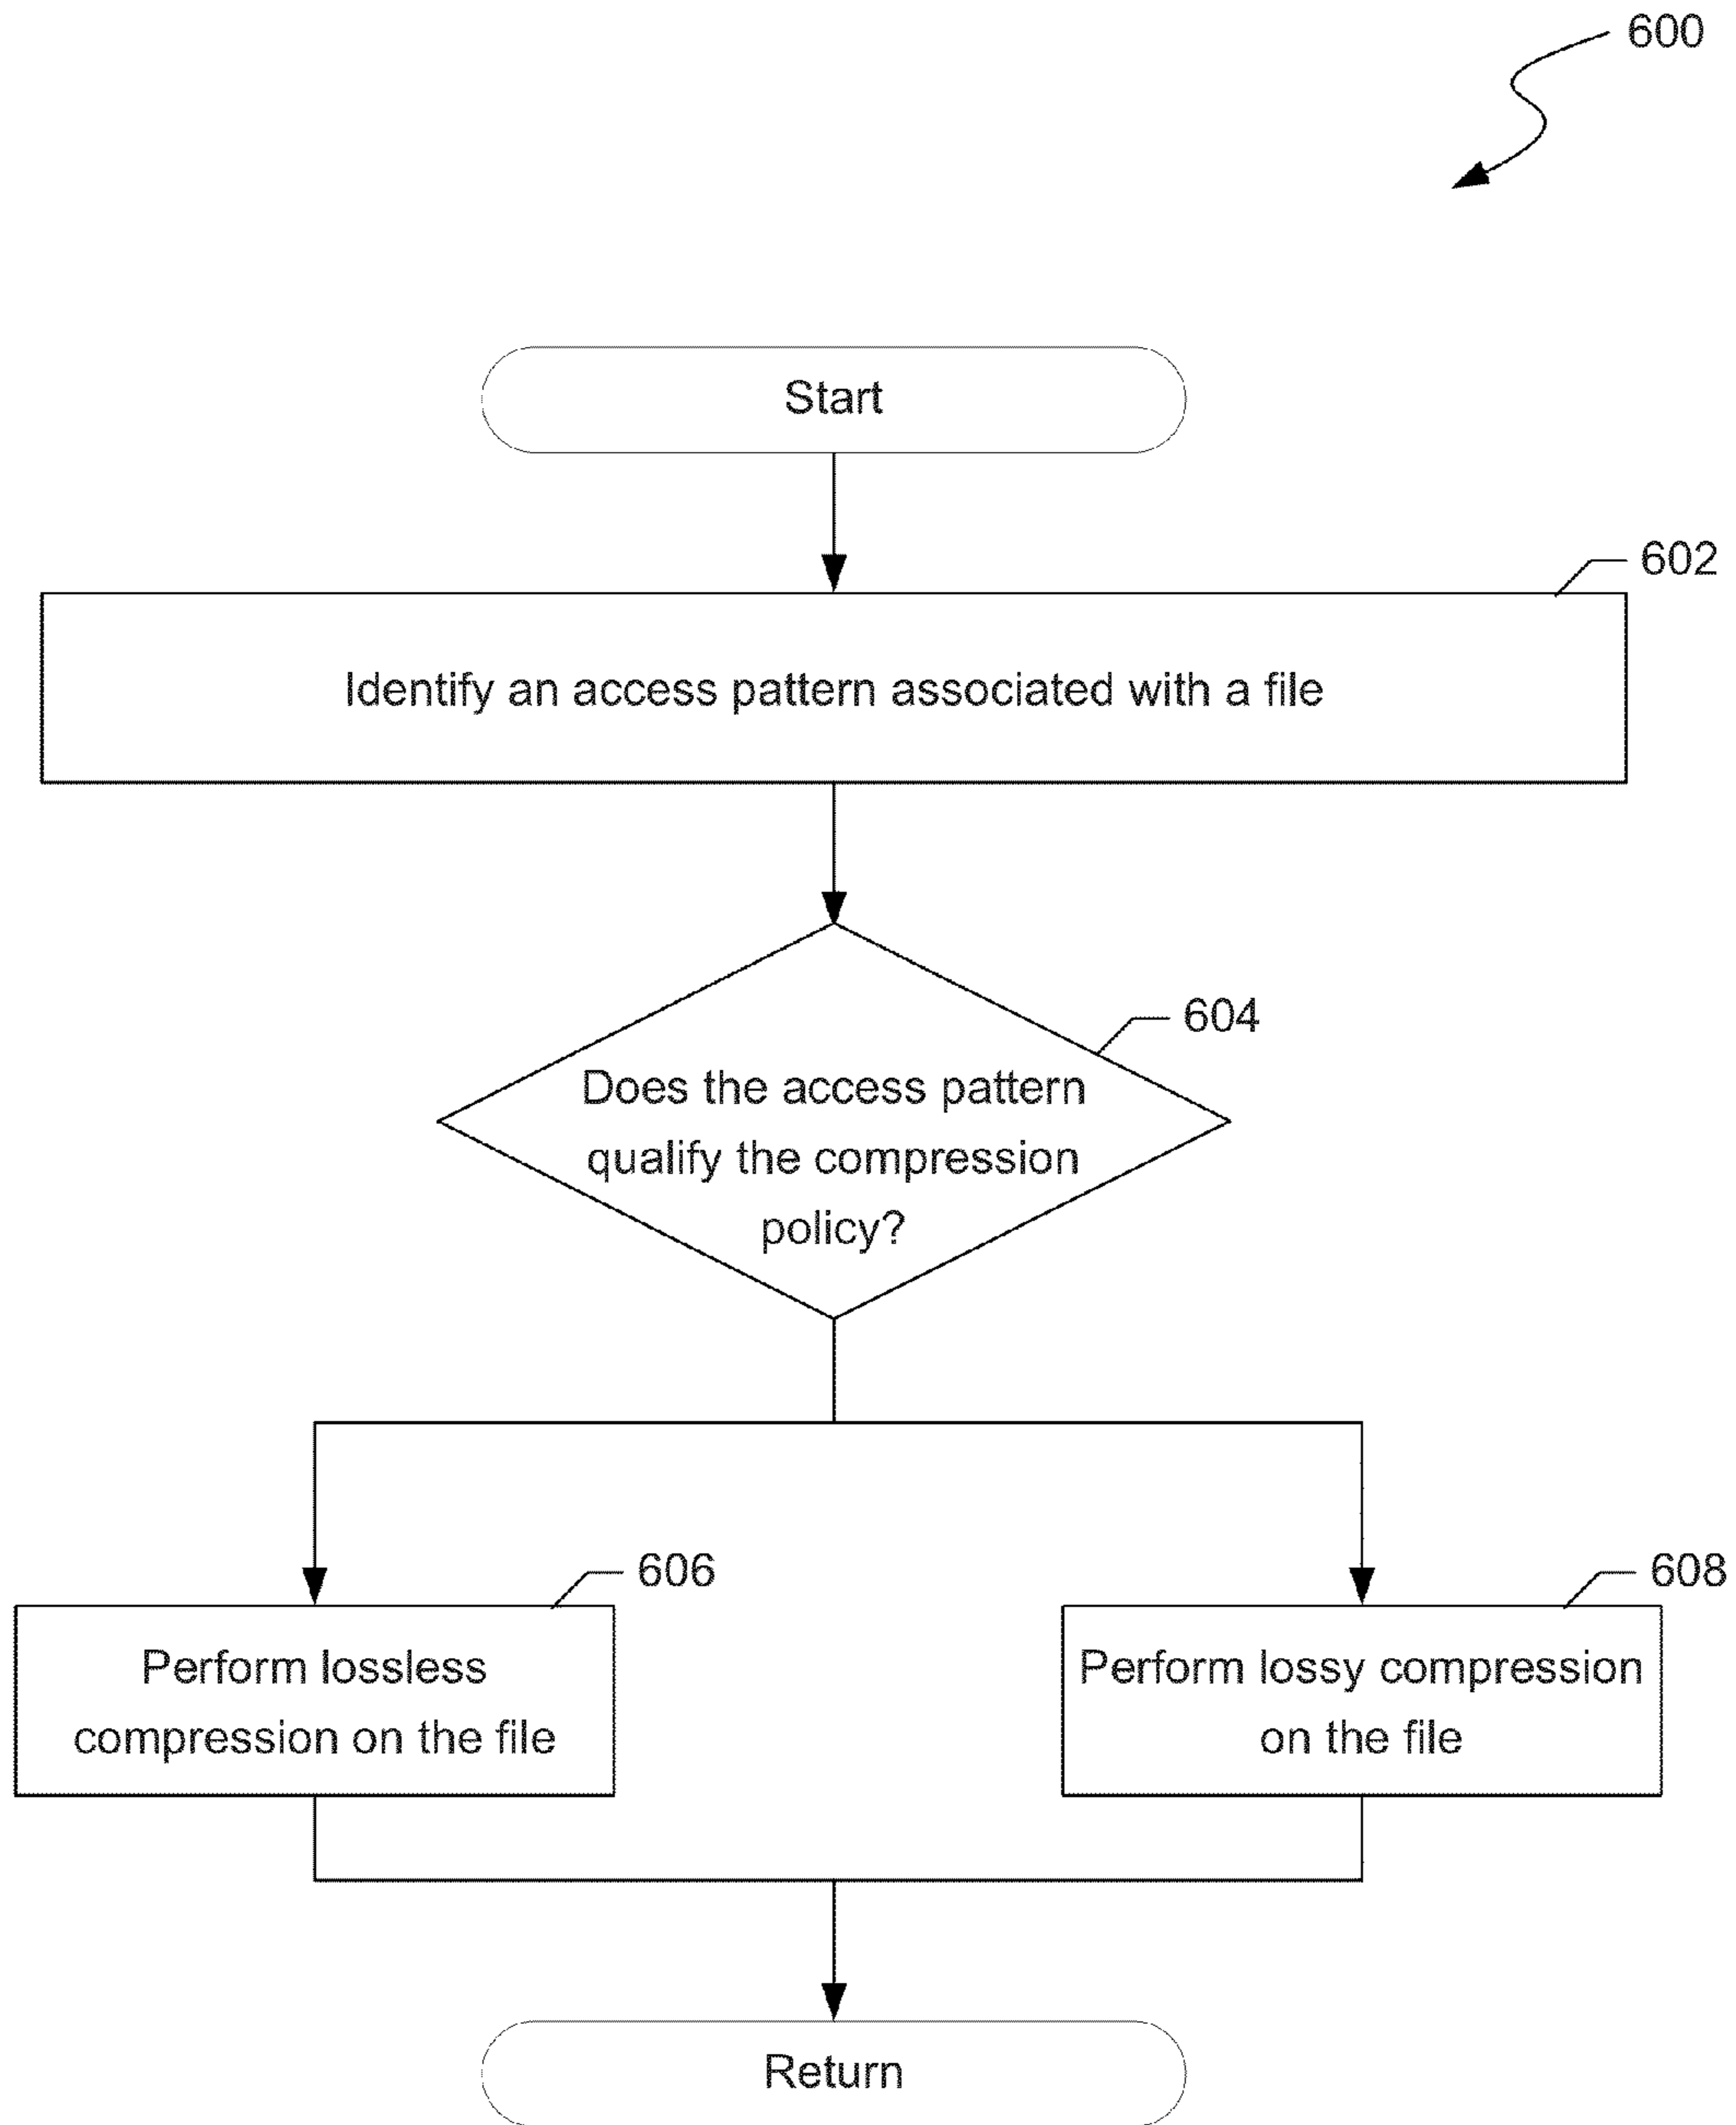 600
Start
602
Identify an access pattern associated with a file
604
Does the access pattern
qualify the compression
policy?
606
Perform lossless
compression on the file
608
Perform lossy compression
on the file
Return